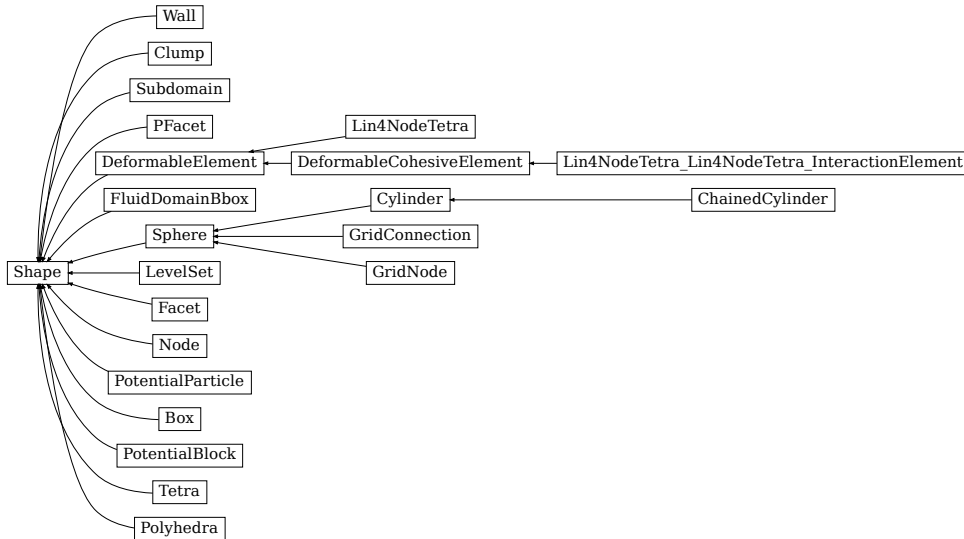 Wall
Clump
Subdomain
PFacet
Lin4NodeTetra
DeformableElement
DeformableCohesiveElement
Lin4NodeTetra_Lin4NodeTetra_InteractionElement
FluidDomainBbox
Cylinder
ChainedCylinder
Sphere
GridConnection
Shape
LevelSet
GridNode
Facet
Node
PotentialParticle
Box
PotentialBlock
Tetra
Polyhedra